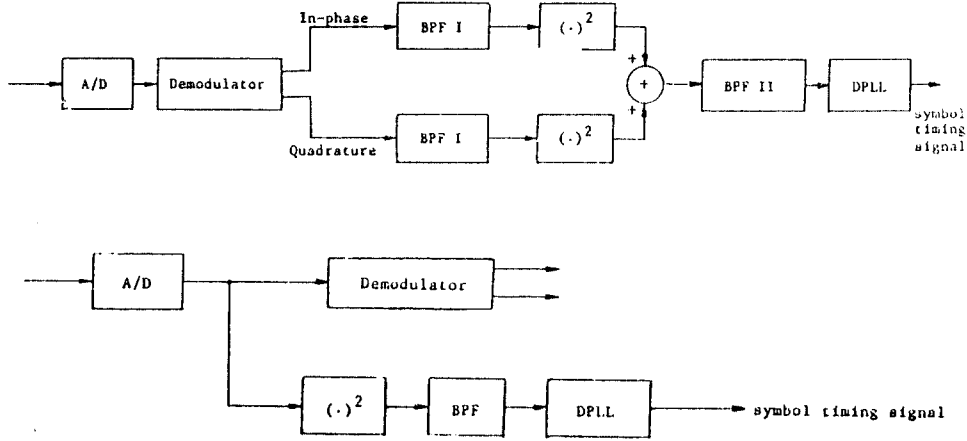 In-phase
BPF I
(·)²
+
A/D
Demodulator
+
BPF II
DPLL
+
symbol
timing
signal
Quadrature
BPF I
(·)²
A/D
Demodulator
(·)²
BPF
DPLL
symbol timing signal